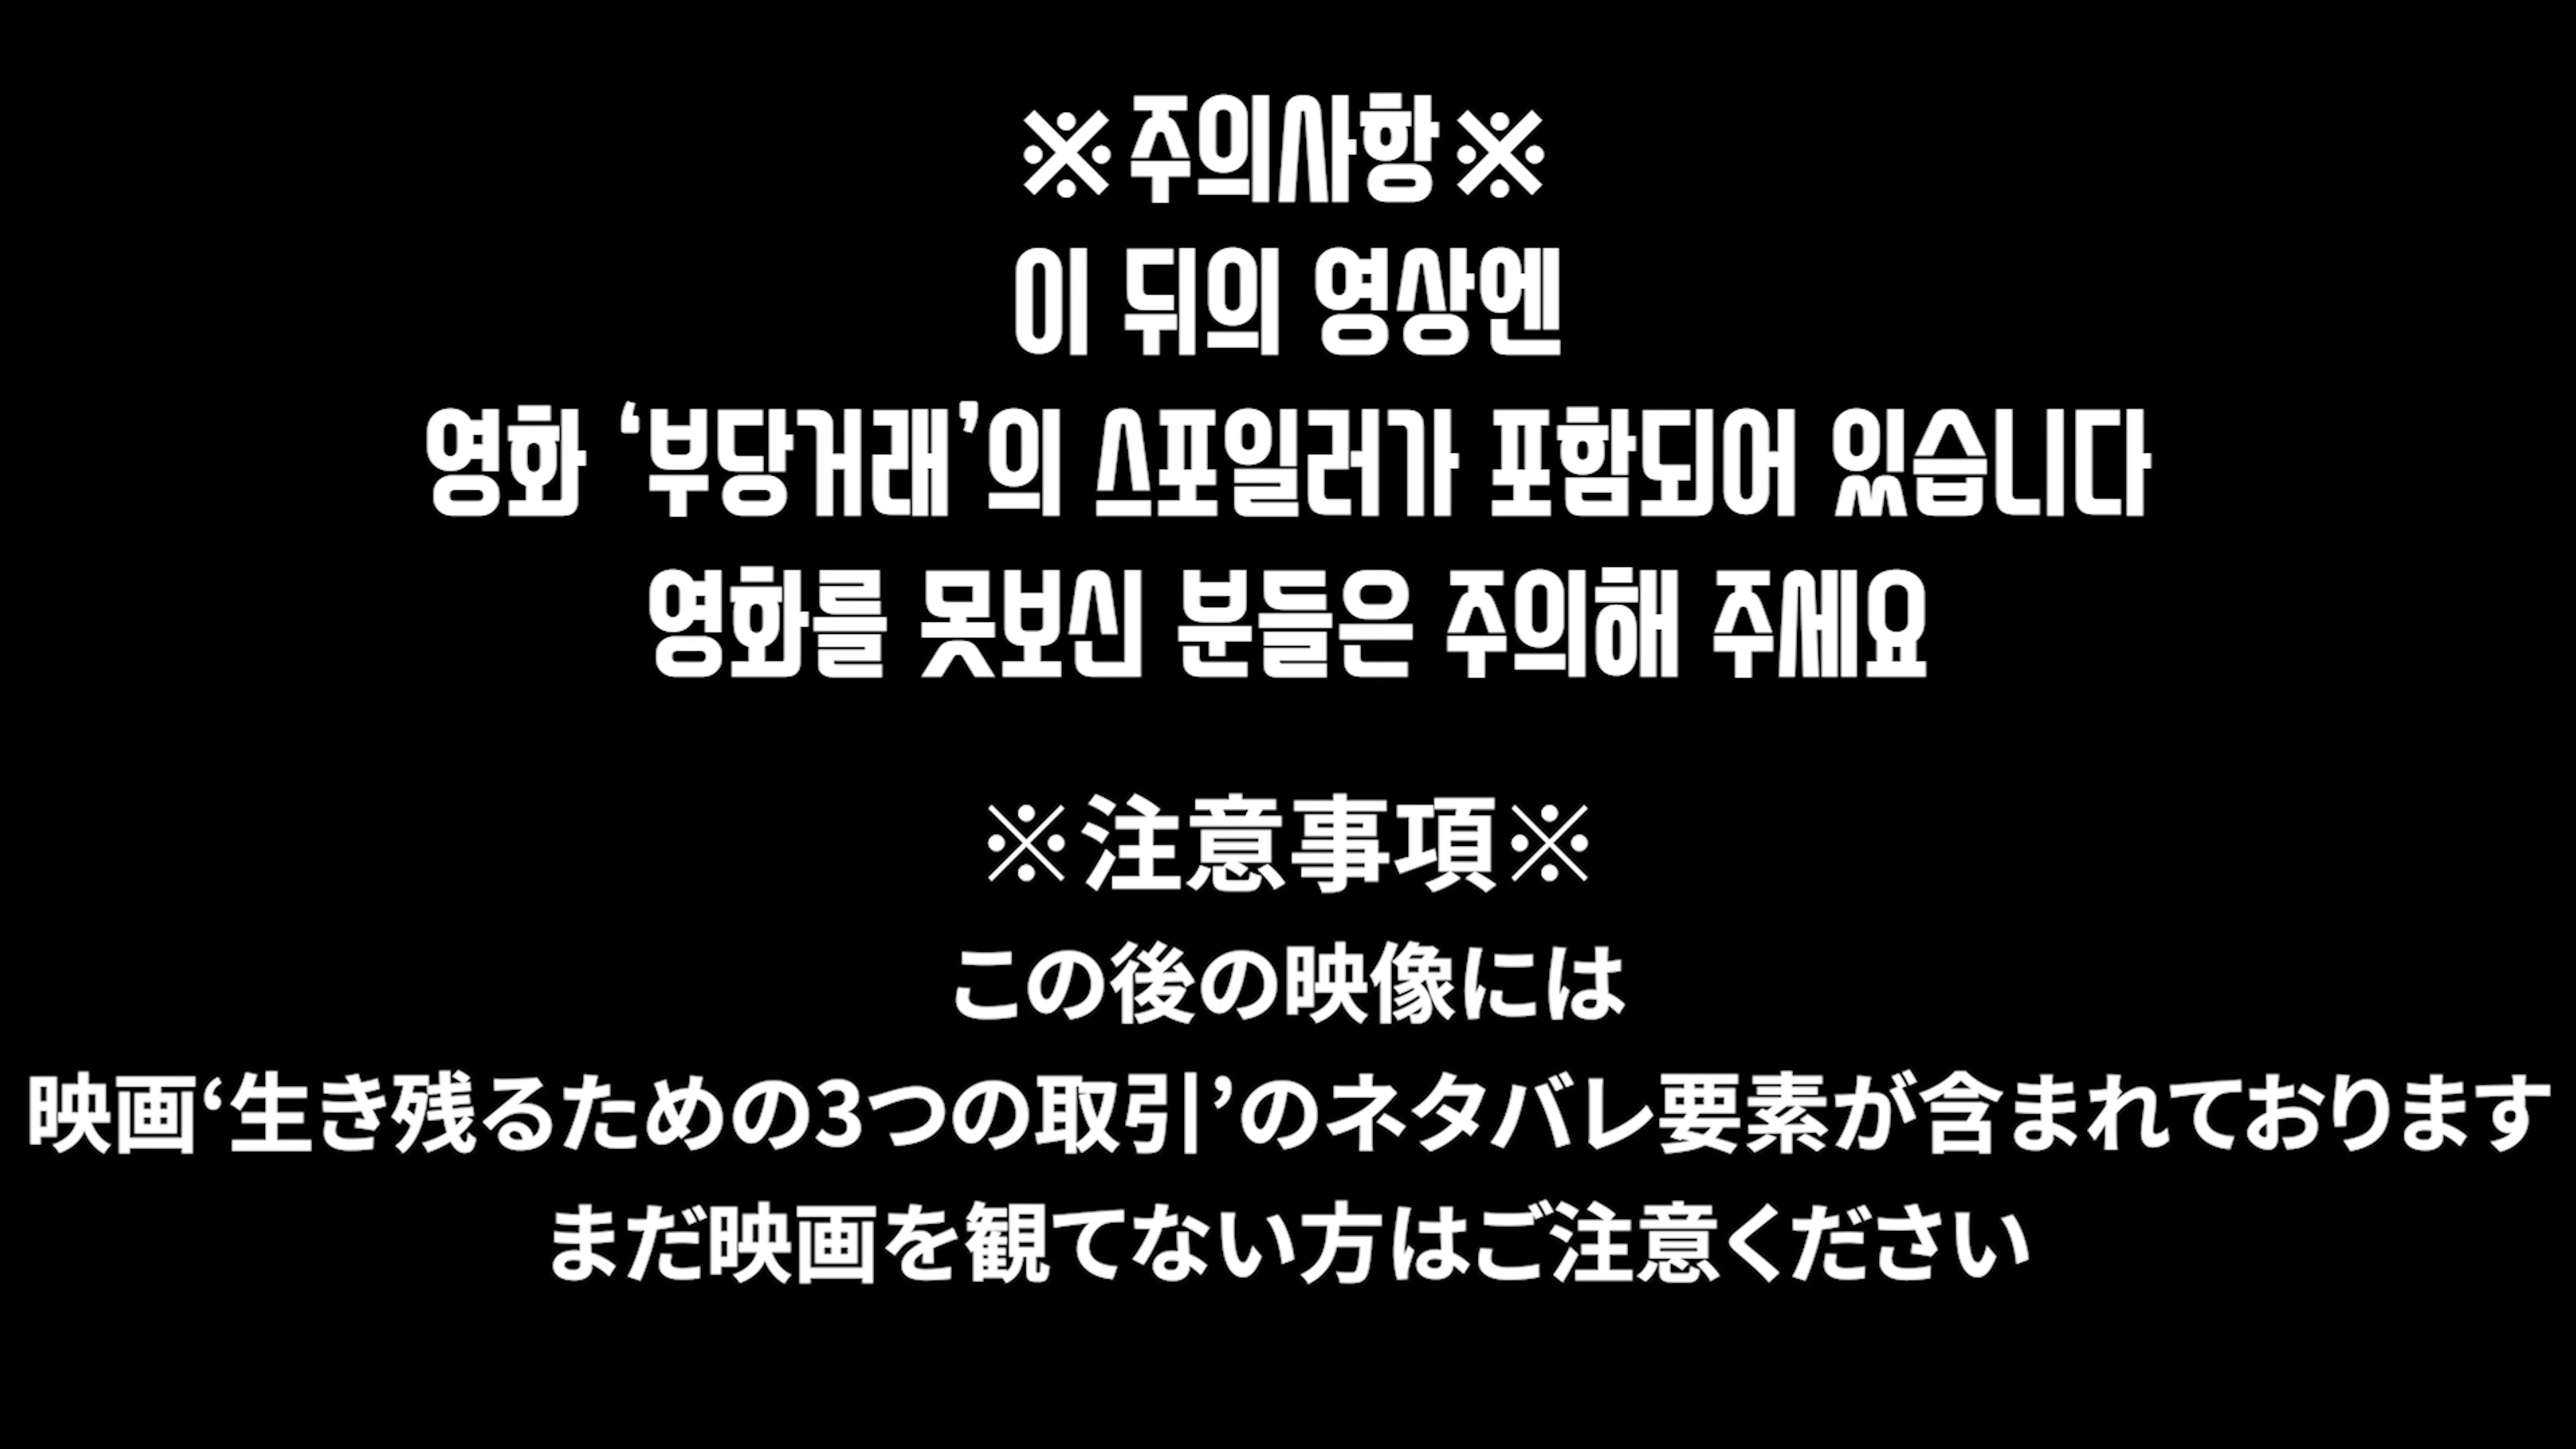 ※주의사항※
이 뒤의 영상엔
영화 ‘부당거래’의 스포일러가 포함되어 있습니다
영화를 못보신 분들은 주의해 주세요
※注意事項※
この後の映像には
映画‘生き残るための3つの取引’のネタバレ要素が含まれております
まだ映画を観てない方はご注意ください